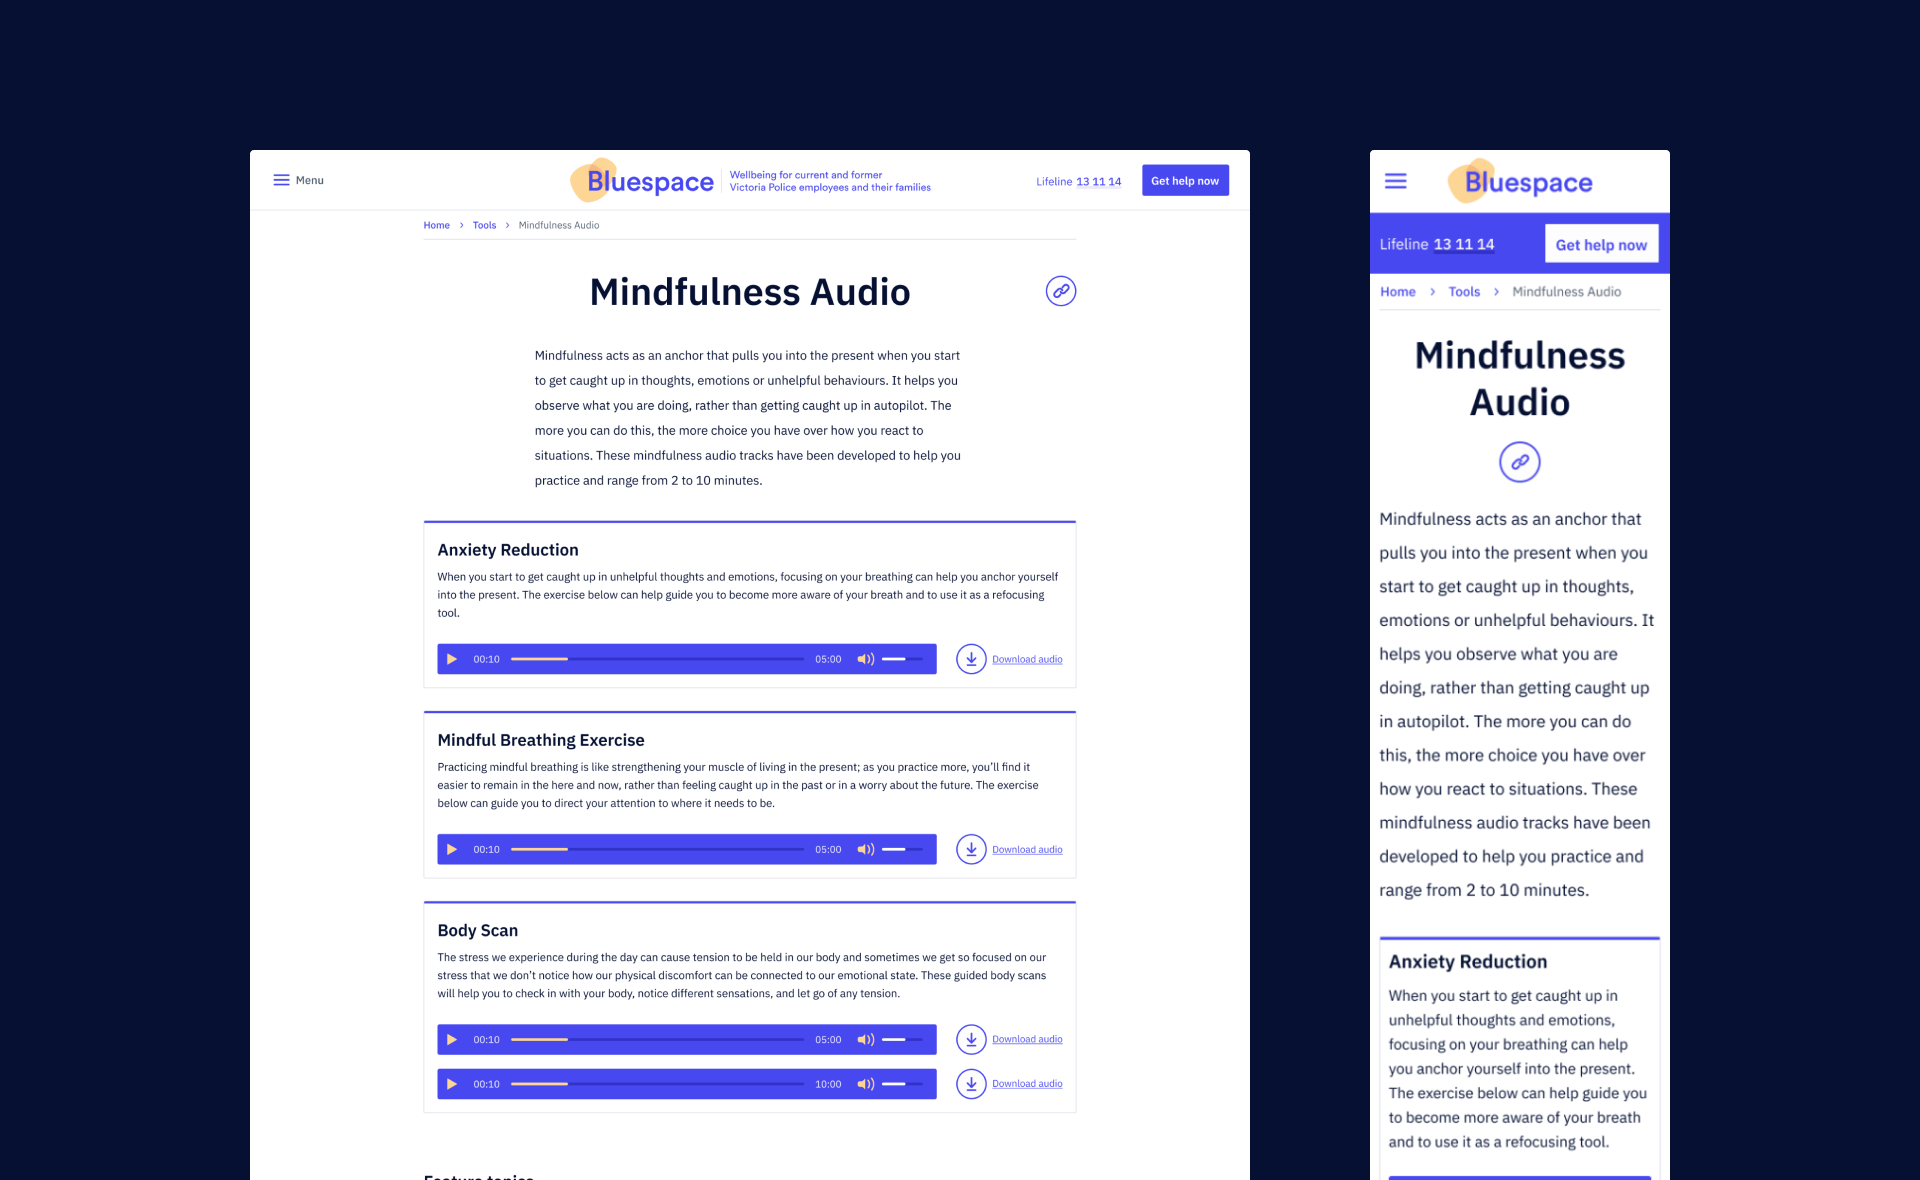 Menu
Bluespace
Wellbeing for current and former
Victoria Police employees and their families
Lifeline 13 11 14
Get help now
Home > Tools > Mindfulness Audio
Mindfulness Audio
Mindfulness acts as an anchor that pulls you into the present when you start
to get caught up in thoughts, emotions or unhelpful behaviours. It helps you
observe what you are doing, rather than getting caught up in autopilot. The
more you can do this, the more choice you have over how you react to
situations. These mindfulness audio tracks have been developed to help you
practice and range from 2 to 10 minutes.
Anxiety Reduction
When you start to get caught up in unhelpful thoughts and emotions, focusing on your breathing can help you anchor yourself
into the present. The exercise below can help guide you to become more aware of your breath and to use it as a refocusing
tool.
00:10 05:00 Download audio
Mindful Breathing Exercise
Practicing mindful breathing is like strengthening your muscle of living in the present; as you practice more, you'll find it
easier to remain in the here and now, rather than feeling caught up in the past or in a worry about the future. The exercise
below can guide you to direct your attention to where it needs to be.
00:10 05:00 Download audio
Body Scan
The stress we experience during the day can cause tension to be held in our body and sometimes we get so focused on our
stress that we don't notice how our physical discomfort can be connected to our emotional state. These guided body scans
will help you to check in with your body, notice different sensations, and let go of any tension.
00:10 05:00 Download audio
00:10 10:00 Download audio
Feature topics
Bluespace
Lifeline 13 11 14
Get help now
Home > Tools > Mindfulness Audio
Mindfulness
Audio
Mindfulness acts as an anchor that
pulls you into the present when you
start to get caught up in thoughts,
emotions or unhelpful behaviours. It
helps you observe what you are
doing, rather than getting caught up
in autopilot. The more you can do
this, the more choice you have over
how you react to situations. These
mindfulness audio tracks have been
developed to help you practice and
range from 2 to 10 minutes.
Anxiety Reduction
When you start to get caught up in
unhelpful thoughts and emotions,
focusing on your breathing can help
you anchor yourself into the present.
The exercise below can help guide you
to become more aware of your breath
and to use it as a refocusing tool.